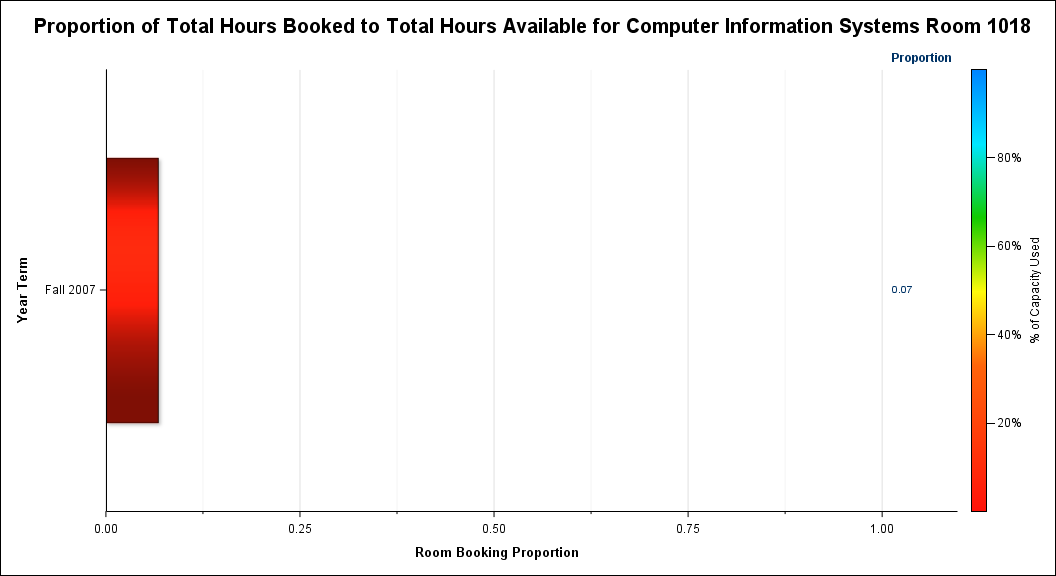 Proportion of Total Hours Booked to Total Hours Available for Computer Information Systems Room 1018
Proportion
80%
60%
40%
20%
% of Capacity Used
Year Term
Fall 2007
0.07
0.00 0.25 0.50 0.75 1.00
Room Booking Proportion